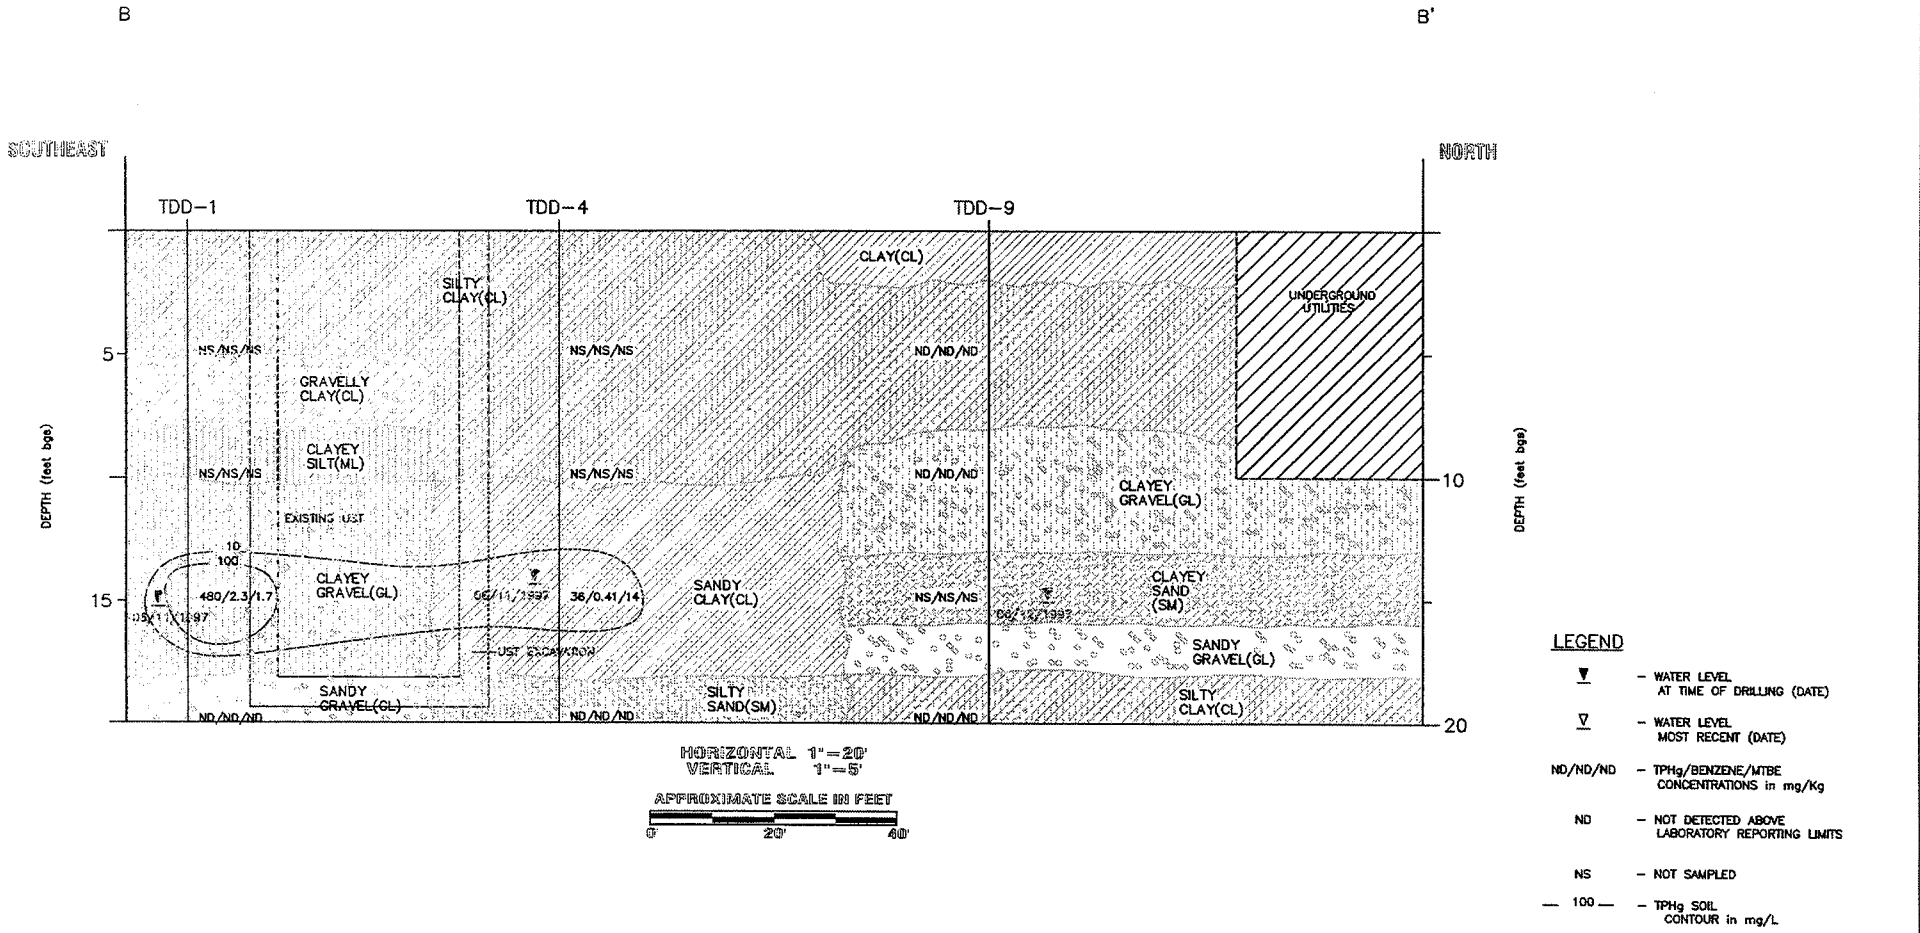 B
B'
SOUTHEAST
NORTH
TDD-1
TDD-4
TDD-9
CLAY(CL)
SILTY
CLAY(CL)
UNDERGROUND
UTILITIES
5
NS/NS/NS
NS/NS/NS
ND/ND/ND
GRAVELLY
CLAY(CL)
CLAYEY
SILT(ML)
NS/NS/NS
NS/NS/NS
ND/ND/ND
10
CLAYEY
GRAVEL(GL)
DEPTH (feet bgs)
DEPTH (feet bgs)
EXISTING UST
10
100
CLAYEY
GRAVEL(GL)
SANDY
CLAY(CL)
CLAYEY
SAND
(SM)
15
480/2.3/1.7
06/11/1997
36/0.41/14
NS/NS/NS
UST EXCAVATION
SANDY
GRAVEL(GL)
SANDY
GRAVEL(GL)
SILTY
SAND(SM)
SILTY
CLAY(CL)
ND/ND/ND
ND/ND/ND
ND/ND/ND
20
HORIZONTAL 1"=20'
VERTICAL 1"=5'
APPROXIMATE SCALE IN FEET
0' 20' 40'
LEGEND
- WATER LEVEL
AT TIME OF DRILLING (DATE)
- WATER LEVEL
MOST RECENT (DATE)
ND/ND/ND - TPHg/BENZENE/MTBE
CONCENTRATIONS in mg/Kg
ND - NOT DETECTED ABOVE
LABORATORY REPORTING LIMITS
NS - NOT SAMPLED
— 100 — - TPHg SOIL
CONTOUR in mg/L